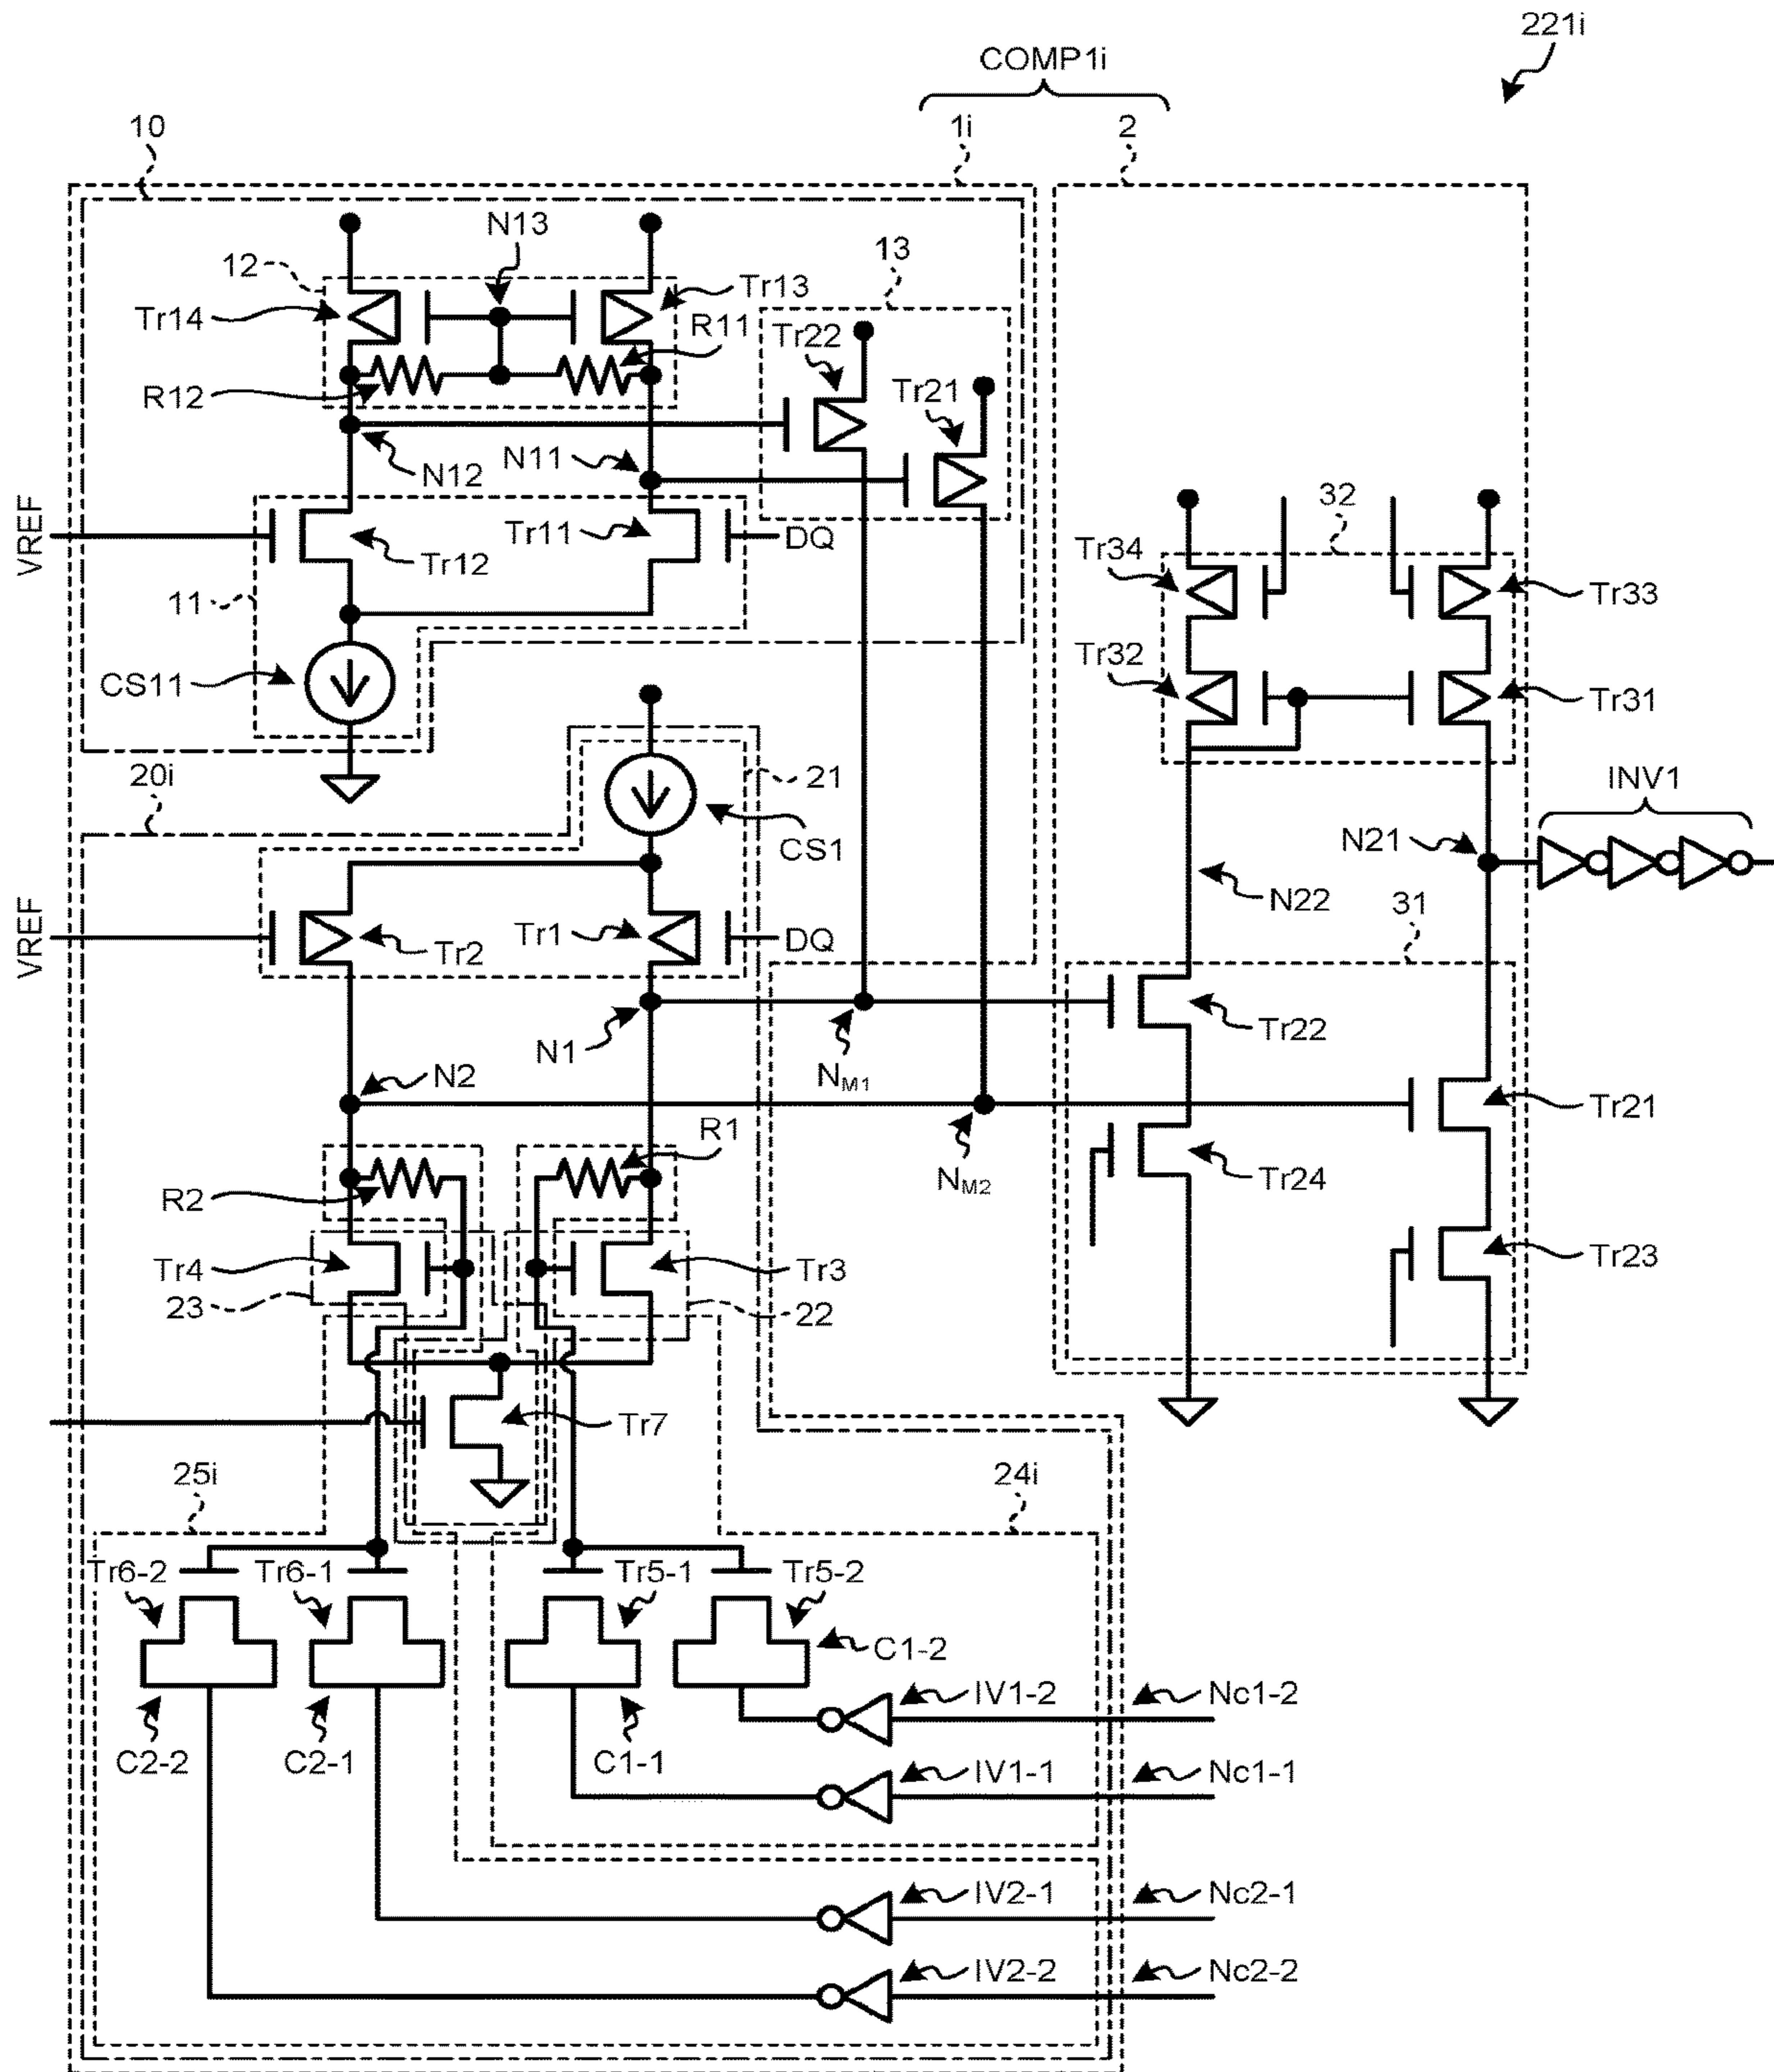 221i
COMP1i
10
1i
2
N13
13
12
Tr14
Tr13
R11
Tr22
R12
Tr21
N12
N11
VREF
Tr12
Tr11
DQ
32
Tr34
Tr33
11
CS11
Tr32
Tr31
20i
21
CS1
INV1
N21
N22
31
VREF
Tr2
Tr1
DQ
Tr22
N1
NM1
N2
Tr21
R1
NM2
Tr24
R2
Tr23
Tr4
Tr3
23
22
Tr7
25i
24i
Tr6-2
Tr6-1
Tr5-1
Tr5-2
C1-2
IV1-2
Nc1-2
C2-2
C2-1
C1-1
IV1-1
Nc1-1
IV2-1
Nc2-1
IV2-2
Nc2-2